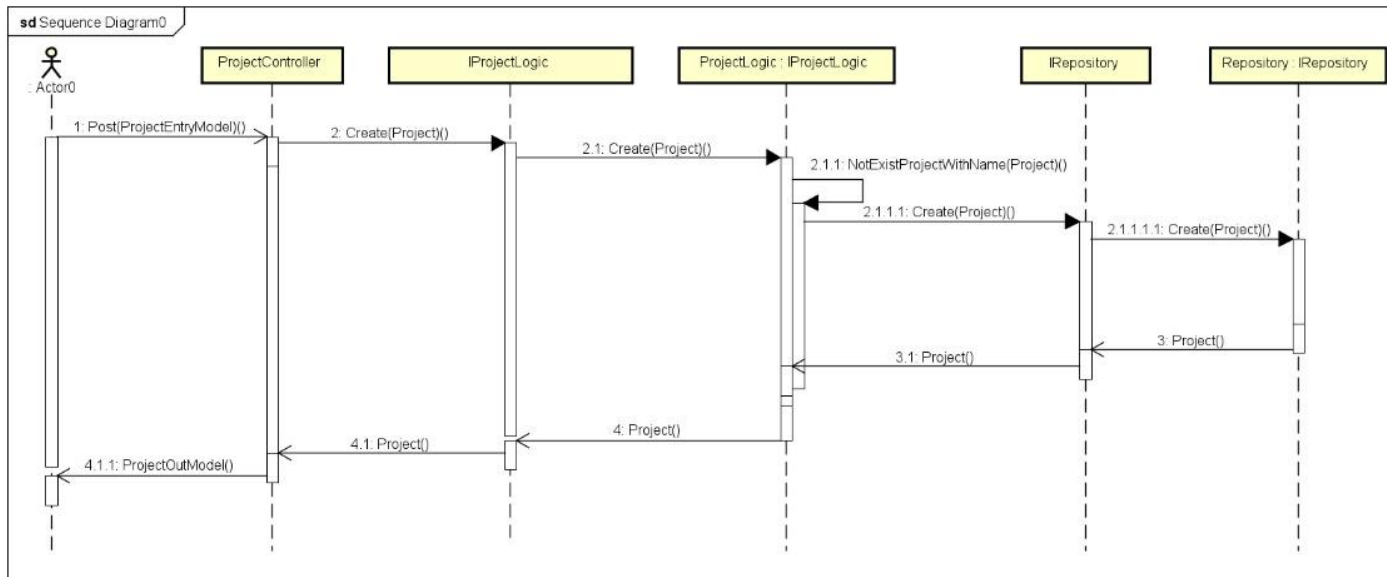 sd Sequence Diagram0
: Actor0
ProjectController
IProjectLogic
ProjectLogic : IProjectLogic
IRepository
Repository : IRepository
1: Post(ProjectEntryModel)()
2: Create(Project)()
2.1: Create(Project)()
2.1.1: NotExistProjectWithName(Project)()
2.1.1.1: Create(Project)()
2.1.1.1.1: Create(Project)()
3: Project()
3.1: Project()
4: Project()
4.1: Project()
4.1.1: ProjectOutModel()